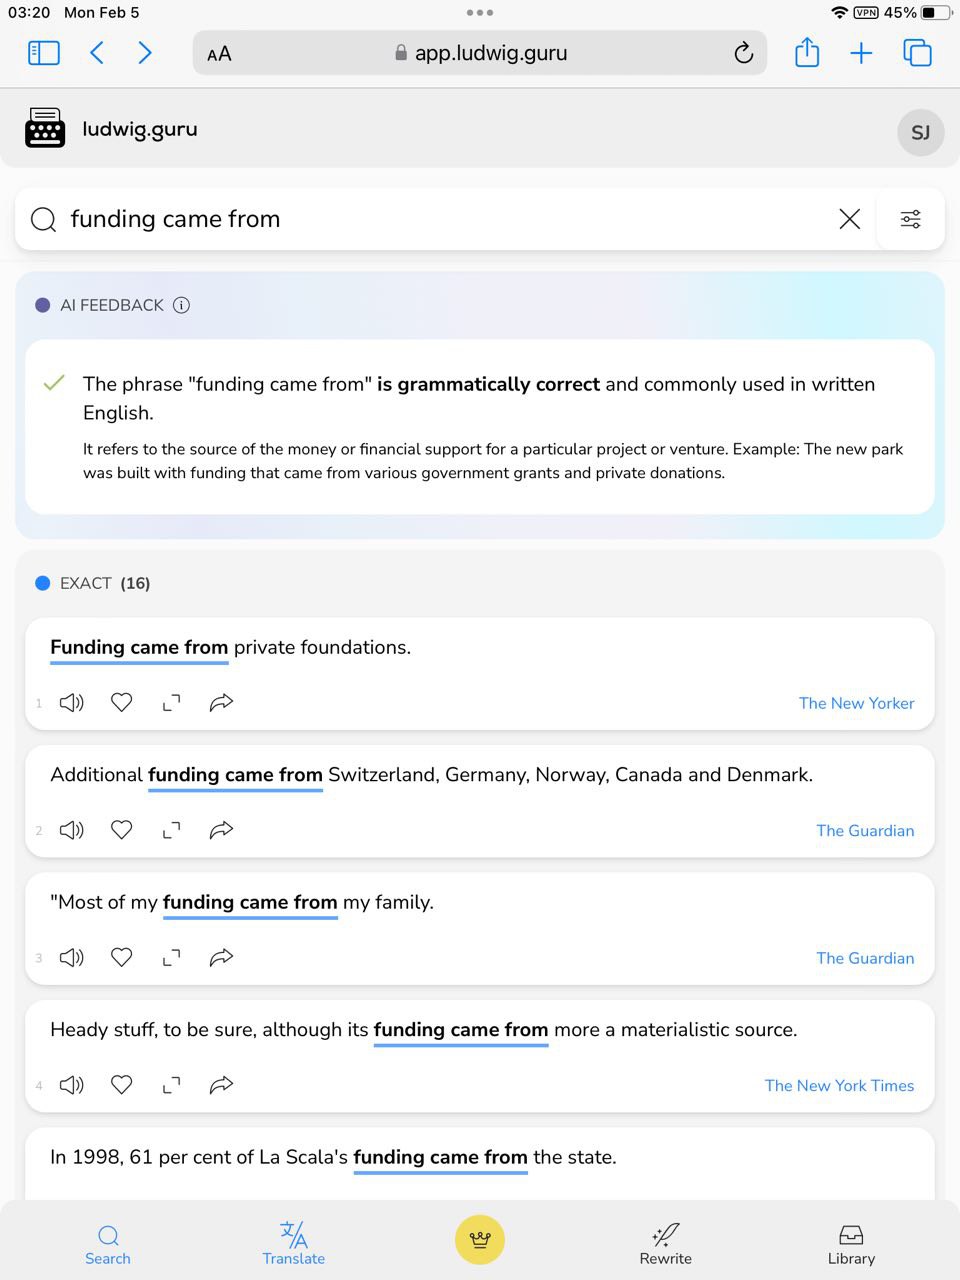 03:20 Mon Feb 5
VPN 45%
AA app.ludwig.guru
ludwig.guru
SJ
funding came from
AI FEEDBACK
The phrase "funding came from" is grammatically correct and commonly used in written
English.
It refers to the source of the money or financial support for a particular project or venture. Example: The new park
was built with funding that came from various government grants and private donations.
EXACT (16)
Funding came from private foundations.
1 The New Yorker
Additional funding came from Switzerland, Germany, Norway, Canada and Denmark.
2 The Guardian
"Most of my funding came from my family.
3 The Guardian
Heady stuff, to be sure, although its funding came from more a materialistic source.
4 The New York Times
In 1998, 61 per cent of La Scala's funding came from the state.
Search Translate Rewrite Library